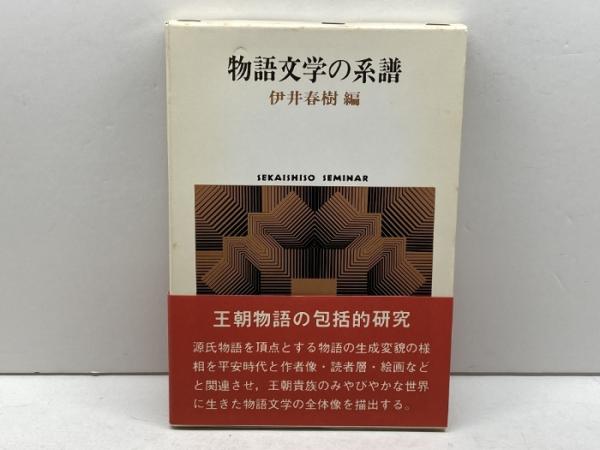 物語文学の系譜
伊井春樹 編
SEKAISHISO SEMINAR
王朝物語の包括的研究
源氏物語を頂点とする物語の生成変貌の様
相を平安時代と作者像・読者層・絵画など
と関連させ，王朝貴族のみやびやかな世界
に生きた物語文学の全体像を描出する。